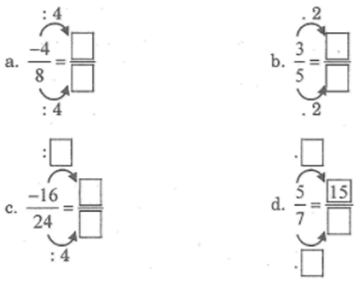 : 4
a. -4/8 = □/□
: 4
. 2
b. 3/5 = □/□
. 2
: □
c. -16/24 = □/□
: 4
. □
d. 5/7 = 15/□
. □